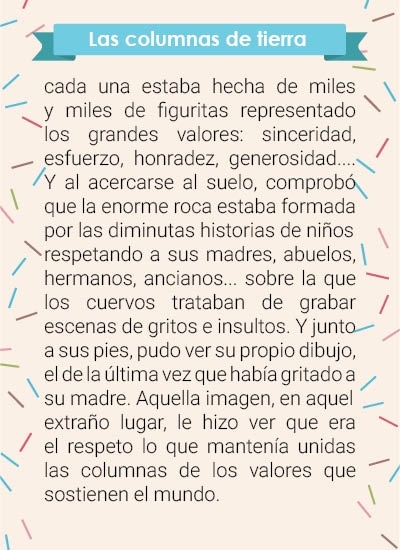 Las columnas de tierra
cada una estaba hecha de miles
y miles de figuritas representado
los grandes valores: sinceridad,
esfuerzo, honradez, generosidad....
Y al acercarse al suelo, comprobó
que la enorme roca estaba formada
por las diminutas historias de niños
respetando a sus madres, abuelos,
hermanos, ancianos... sobre la que
los cuervos trataban de grabar
escenas de gritos e insultos. Y junto
a sus pies, pudo ver su propio dibujo,
el de la última vez que había gritado a
su madre. Aquella imagen, en aquel
extraño lugar, le hizo ver que era
el respeto lo que mantenía unidas
las columnas de los valores que
sostienen el mundo.